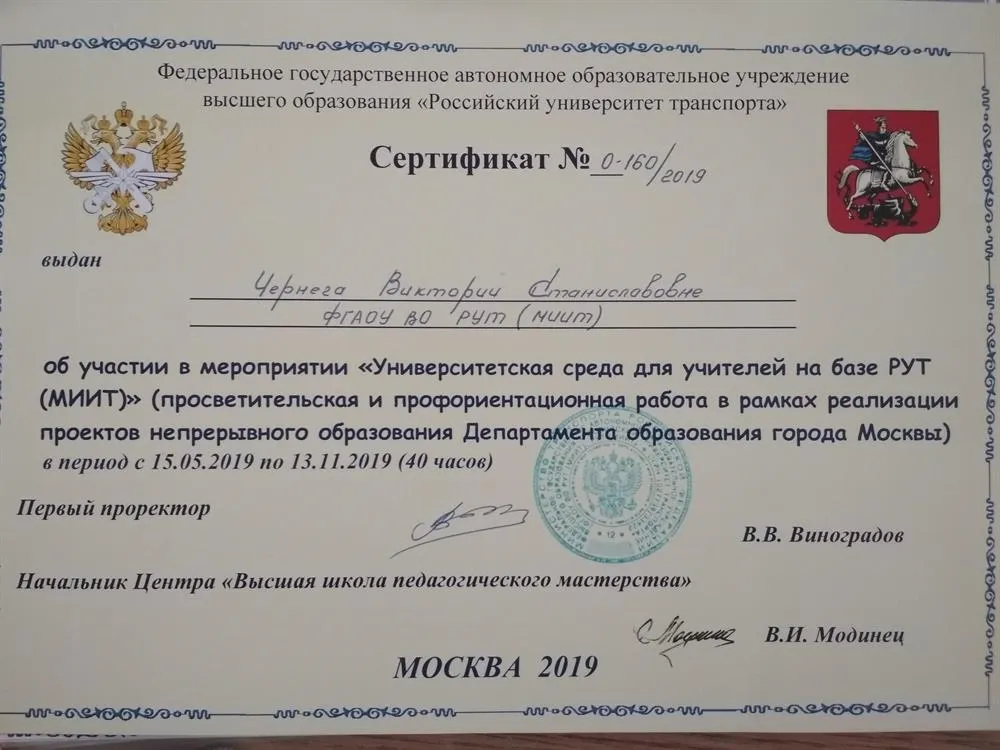 Федеральное государственное автономное образовательное учреждение
высшего образования «Российский университет транспорта»
Сертификат № 0-160/2019
выдан
Чернега Виктории Станиславовне
ФГАОУ ВО РУТ (МИИТ)
об участии в мероприятии «Университетская среда для учителей на базе РУТ
(МИИТ)» (просветительская и профориентационная работа в рамках реализации
проектов непрерывного образования Департамента образования города Москвы)
в период с 15.05.2019 по 13.11.2019 (40 часов)
Первый проректор
В.В. Виноградов
Начальник Центра «Высшая школа педагогического мастерства»
В.И. Модинец
МОСКВА 2019